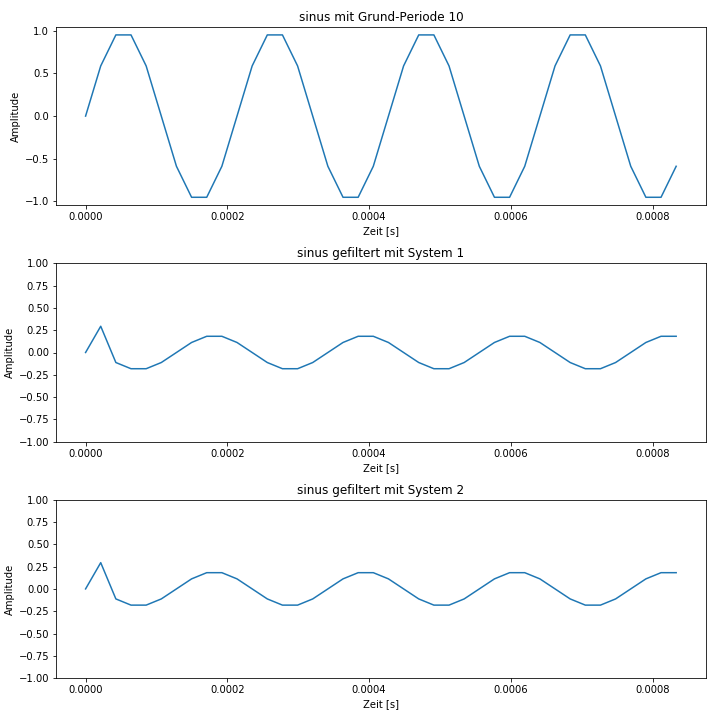 sinus mit Grund-Periode 10
1.0
0.5
0.0
−0.5
−1.0
Amplitude
0.0000 0.0002 0.0004 0.0006 0.0008
Zeit [s]
sinus gefiltert mit System 1
1.00
0.75
0.50
0.25
0.00
−0.25
−0.50
−0.75
−1.00
Amplitude
0.0000 0.0002 0.0004 0.0006 0.0008
Zeit [s]
sinus gefiltert mit System 2
1.00
0.75
0.50
0.25
0.00
−0.25
−0.50
−0.75
−1.00
Amplitude
0.0000 0.0002 0.0004 0.0006 0.0008
Zeit [s]